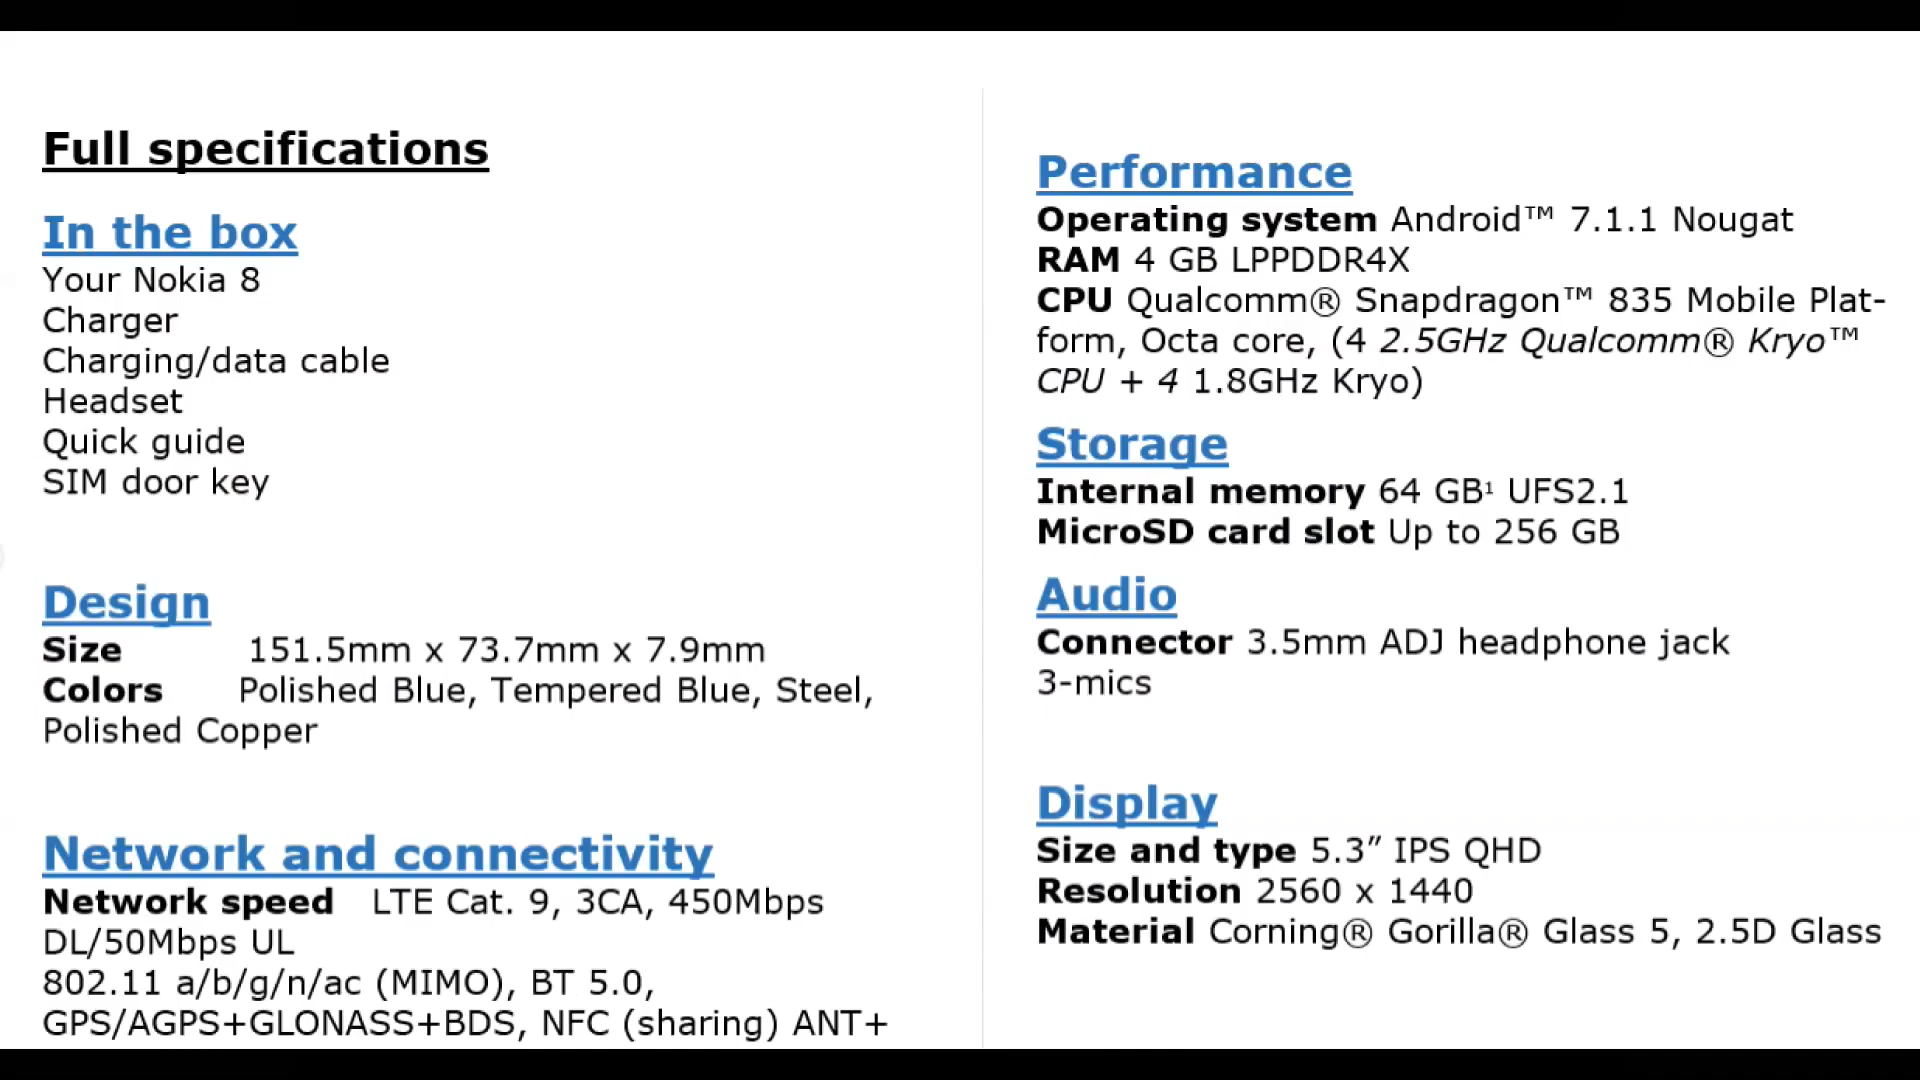 Full specifications
In the box
Your Nokia 8
Charger
Charging/data cable
Headset
Quick guide
SIM door key
Design
Size 151.5mm x 73.7mm x 7.9mm
Colors Polished Blue, Tempered Blue, Steel,
Polished Copper
Network and connectivity
Network speed LTE Cat. 9, 3CA, 450Mbps
DL/50Mbps UL
802.11 a/b/g/n/ac (MIMO), BT 5.0,
GPS/AGPS+GLONASS+BDS, NFC (sharing) ANT+
Performance
Operating system Android™ 7.1.1 Nougat
RAM 4 GB LPPDDR4X
CPU Qualcomm® Snapdragon™ 835 Mobile Plat-
form, Octa core, (4 2.5GHz Qualcomm® Kryo™
CPU + 4 1.8GHz Kryo)
Storage
Internal memory 64 GB¹ UFS2.1
MicroSD card slot Up to 256 GB
Audio
Connector 3.5mm ADJ headphone jack
3-mics
Display
Size and type 5.3” IPS QHD
Resolution 2560 x 1440
Material Corning® Gorilla® Glass 5, 2.5D Glass